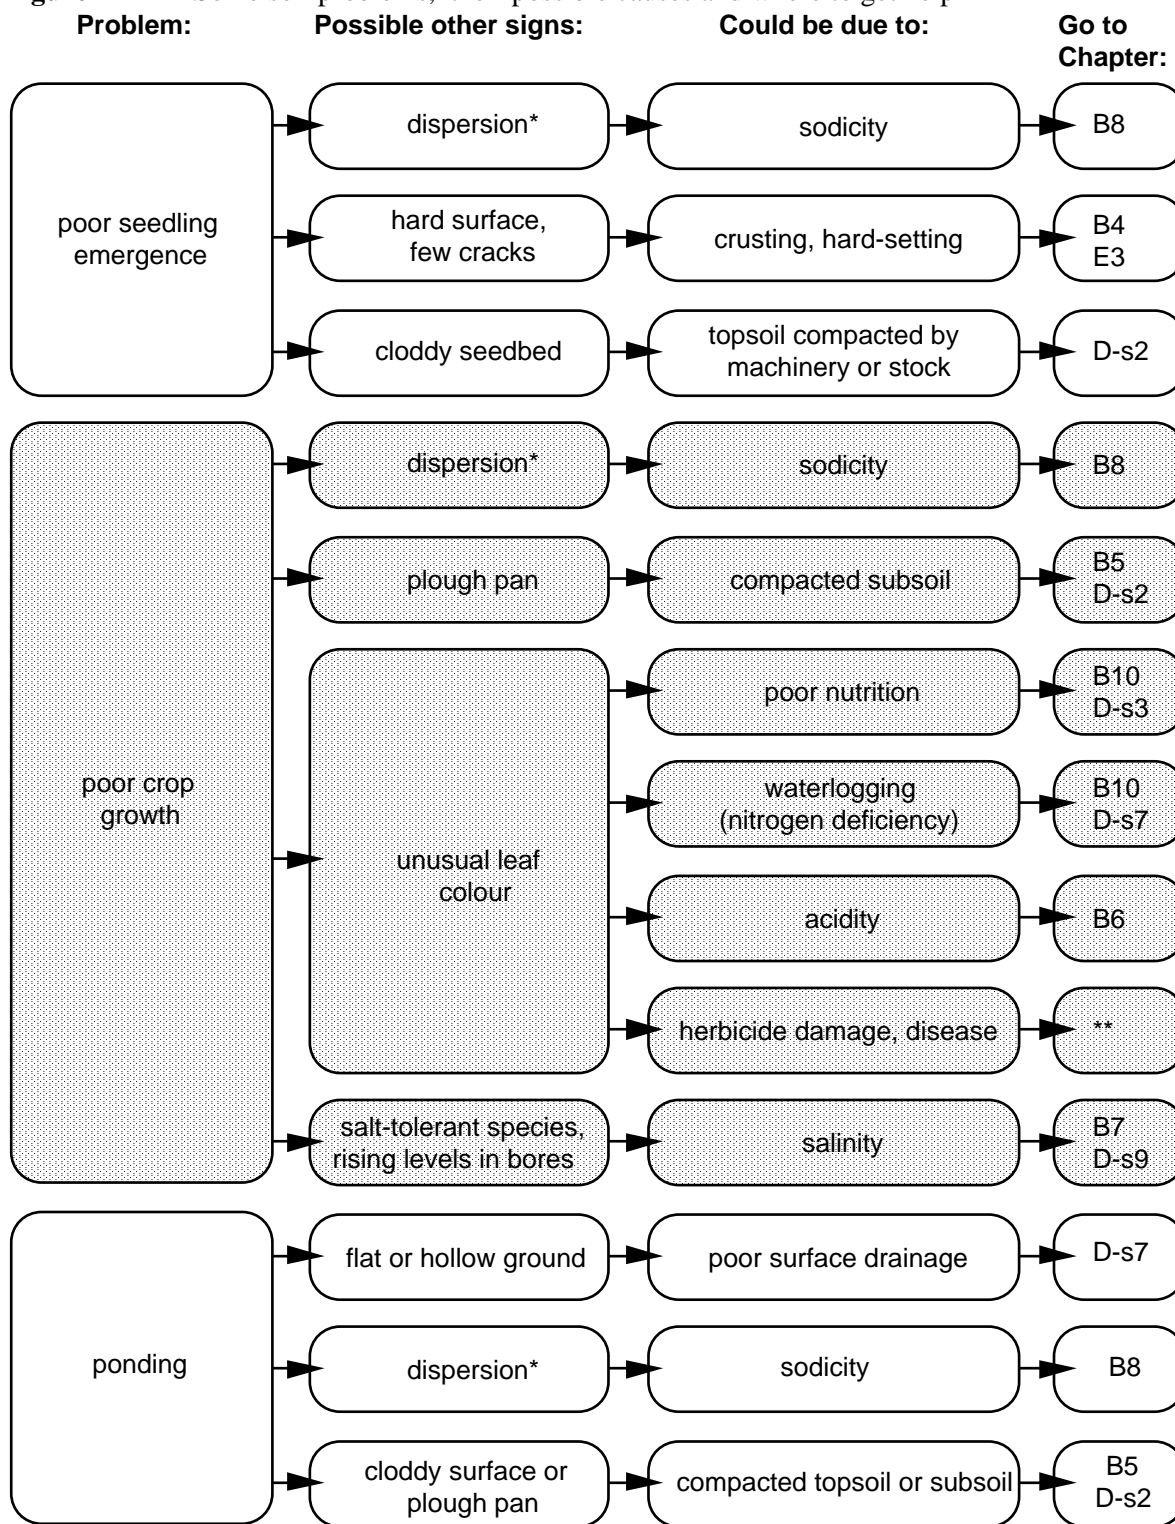 Problem: Possible other signs: Could be due to: Go to
Chapter:
poor seedling
emergence
dispersion*
sodicity
B8
hard surface,
few cracks
crusting, hard-setting
B4
E3
cloddy seedbed
topsoil compacted by
machinery or stock
D-s2
poor crop
growth
dispersion*
sodicity
B8
plough pan
compacted subsoil
B5
D-s2
unusual leaf
colour
poor nutrition
B10
D-s3
waterlogging
(nitrogen deficiency)
B10
D-s7
acidity
B6
herbicide damage, disease
**
salt-tolerant species,
rising levels in bores
salinity
B7
D-s9
ponding
flat or hollow ground
poor surface drainage
D-s7
dispersion*
sodicity
B8
cloddy surface or
plough pan
compacted topsoil or subsoil
B5
D-s2